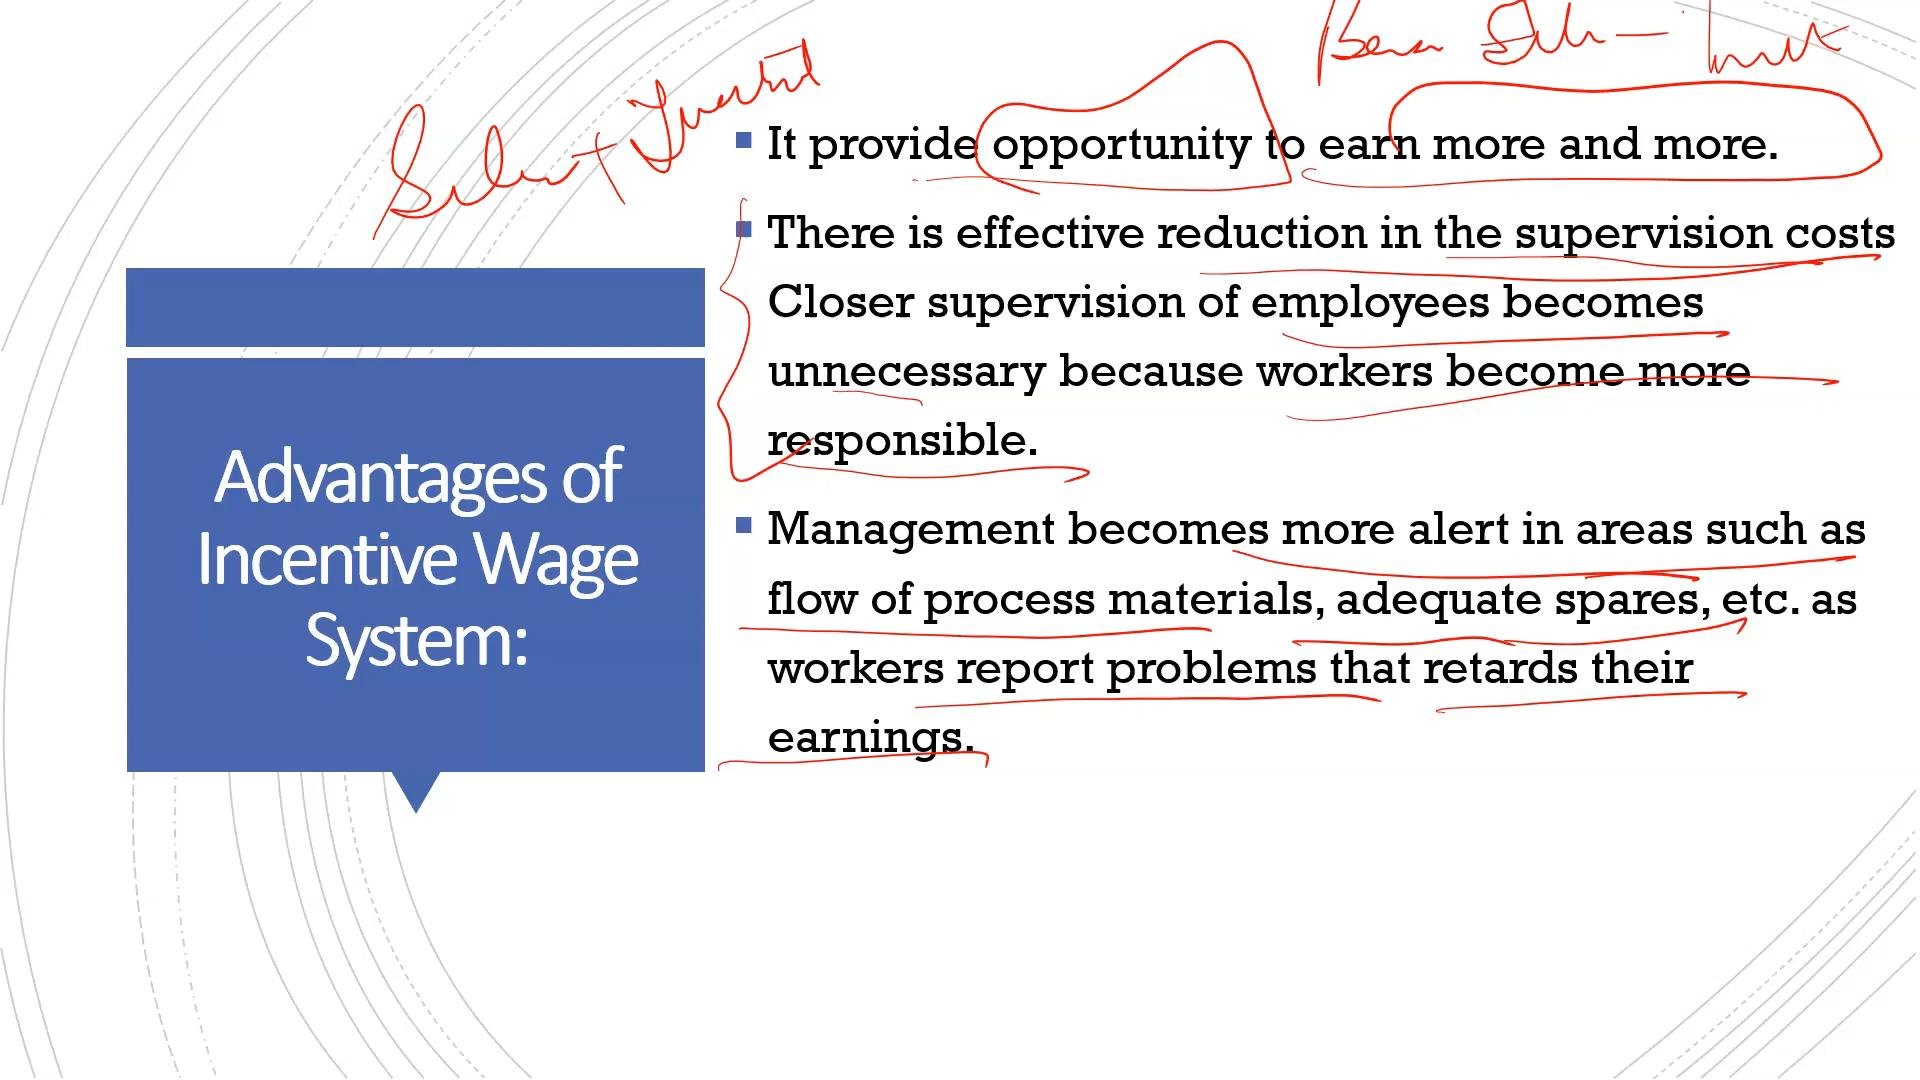 Advantages of
Incentive Wage
System:
It provide opportunity to earn more and more.
There is effective reduction in the supervision costs
Closer supervision of employees becomes
unnecessary because workers become more
responsible.
Management becomes more alert in areas such as
flow of process materials, adequate spares, etc. as
workers report problems that retards their
earnings.